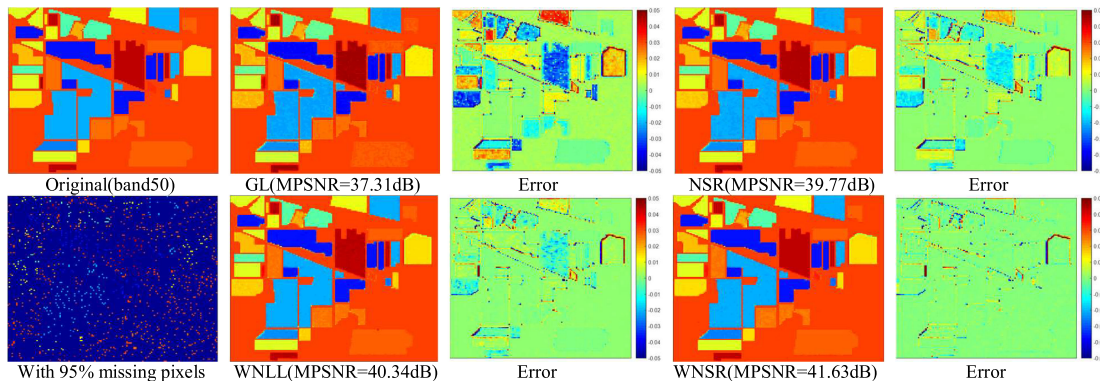 0.05
0.04
0.03
0.02
0.01
0
-0.01
-0.02
-0.03
-0.04
-0.05
Original(band50)
GL(MPSNR=37.31dB)
Error
NSR(MPSNR=39.77dB)
Error
0.05
0.04
0.03
0.02
0.01
0
-0.01
-0.02
-0.03
-0.04
-0.05
With 95% missing pixels
WNLL(MPSNR=40.34dB)
Error
WNSR(MPSNR=41.63dB)
Error